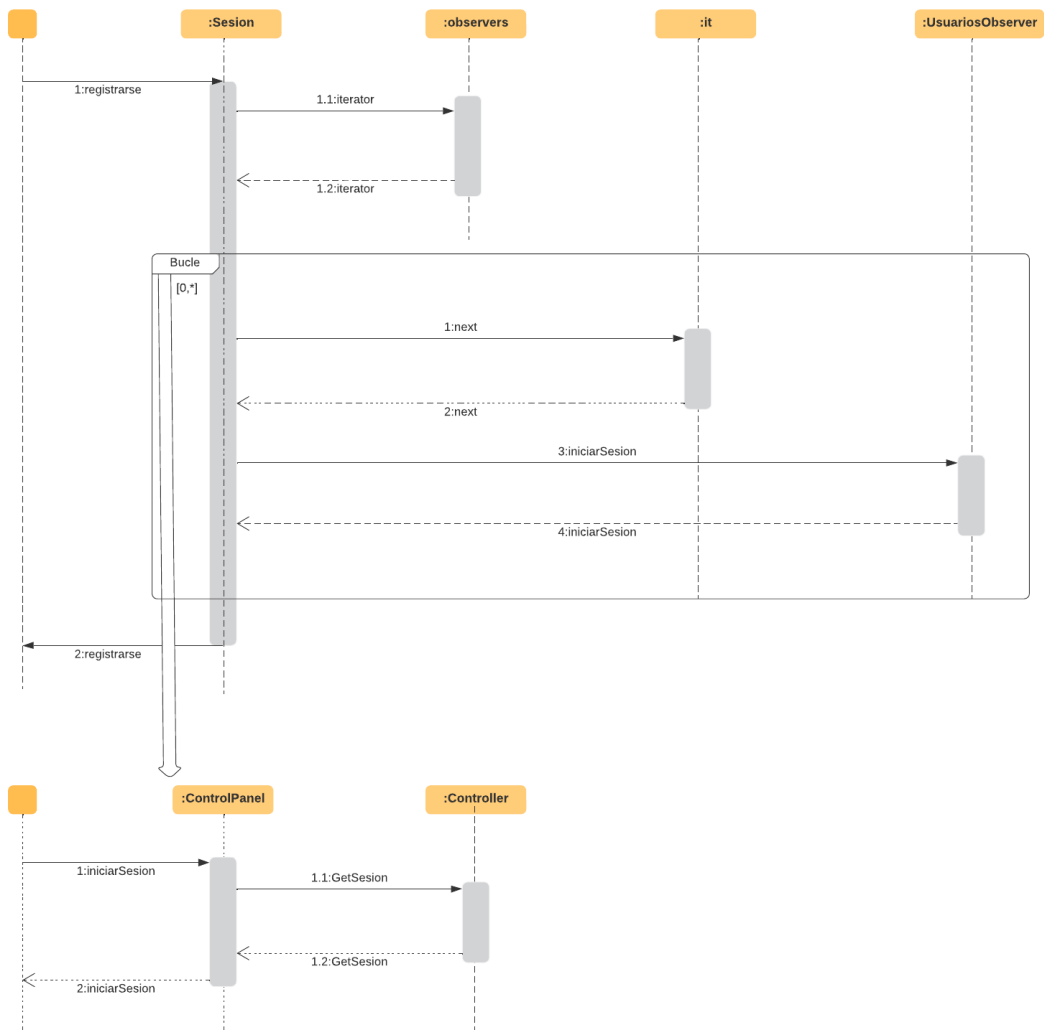 :Sesion
:observers
:it
:UsuariosObserver
1:registrarse
1.1:iterator
1.2:iterator
Bucle
[0,*]
1:next
2:next
3:iniciarSesion
4:iniciarSesion
2:registrarse
:ControlPanel
:Controller
1:iniciarSesion
1.1:GetSesion
1.2:GetSesion
2:iniciarSesion